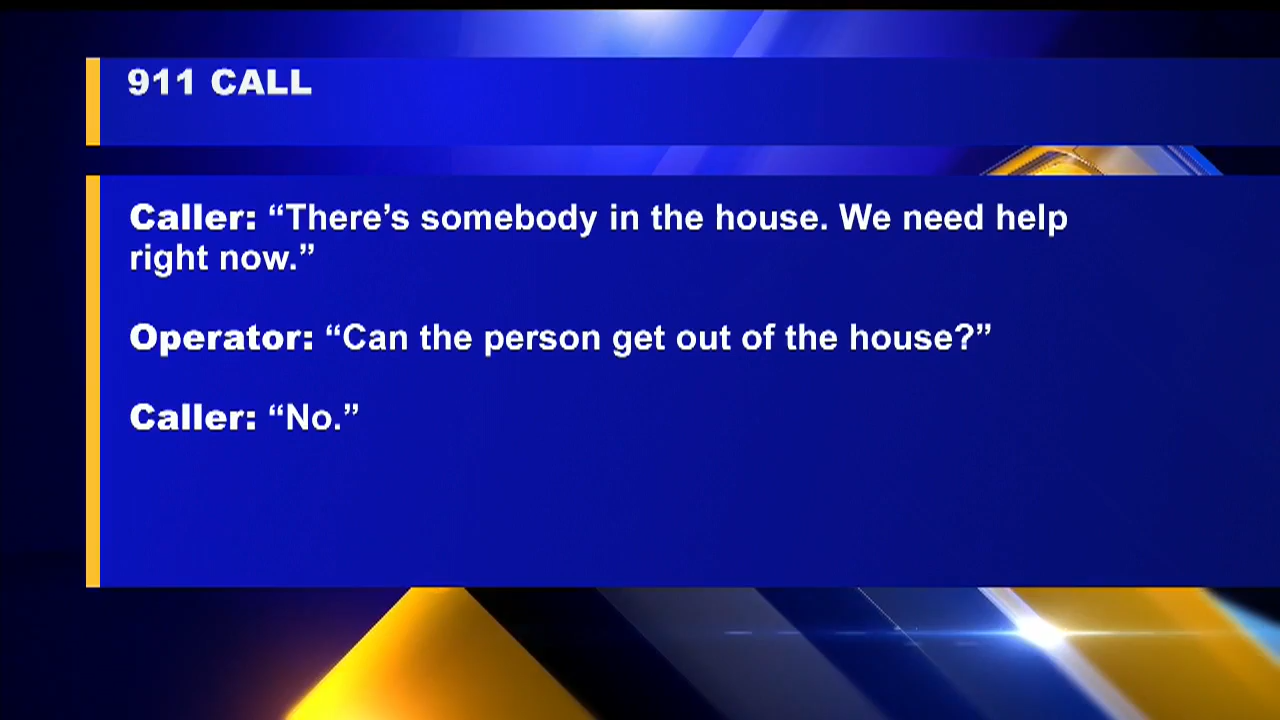 911 CALL
Caller: “There’s somebody in the house. We need help
right now.”
Operator: “Can the person get out of the house?”
Caller: “No.”